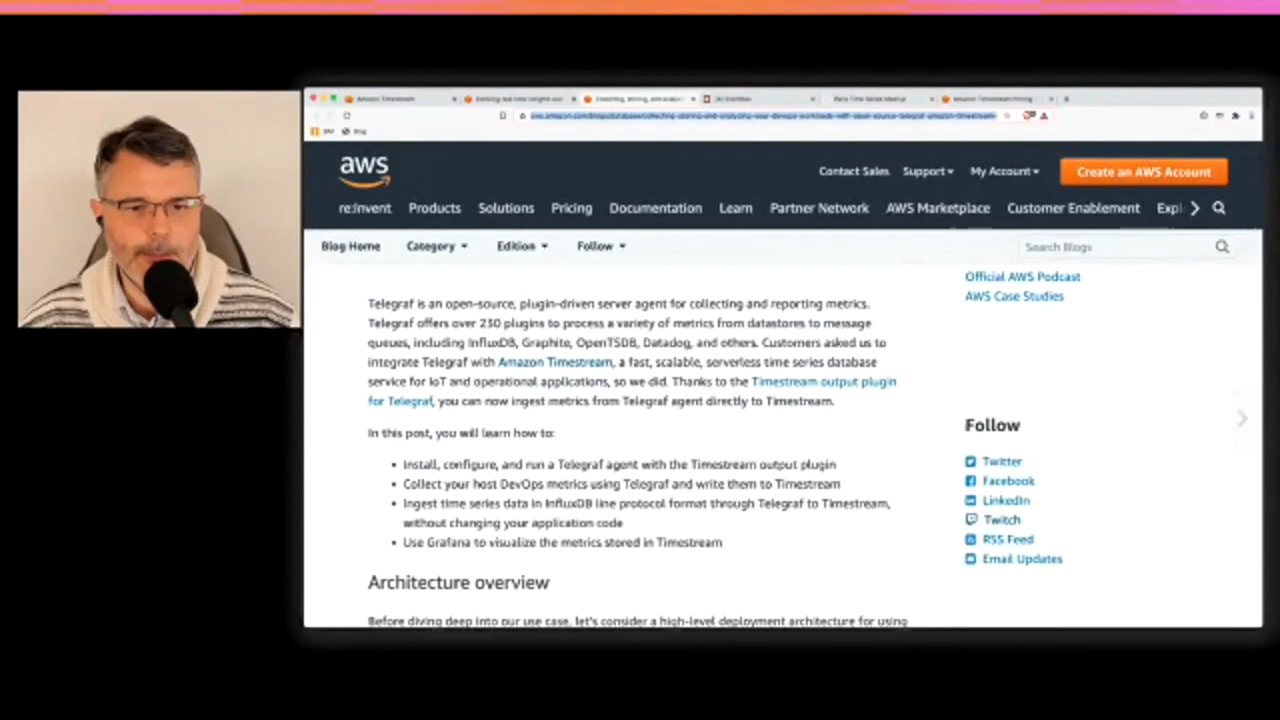 Amazon Timestream
Amazon Timestream Pricing
aws
Contact Sales Support My Account Create an AWS Account
re:Invent Products Solutions Pricing Documentation Learn Partner Network AWS Marketplace Customer Enablement Expl
Blog Home Category Edition Follow Search Blogs
Official AWS Podcast
AWS Case Studies
Telegraf is an open-source, plugin-driven server agent for collecting and reporting metrics.
Telegraf offers over 230 plugins to process a variety of metrics from datastores to message
queues, including InfluxDB, Graphite, OpenTSDB, Datadog, and others. Customers asked us to
integrate Telegraf with Amazon Timestream, a fast, scalable, serverless time series database
service for IoT and operational applications, so we did. Thanks to the Timestream output plugin
for Telegraf, you can now ingest metrics from Telegraf agent directly to Timestream.
In this post, you will learn how to:
• Install, configure, and run a Telegraf agent with the Timestream output plugin
• Collect your host DevOps metrics using Telegraf and write them to Timestream
• Ingest time series data in InfluxDB line protocol format through Telegraf to Timestream,
without changing your application code
• Use Grafana to visualize the metrics stored in Timestream
Architecture overview
Before diving deep into our use case, let's consider a high-level deployment architecture for using
Follow
Twitter
Facebook
LinkedIn
Twitch
RSS Feed
Email Updates